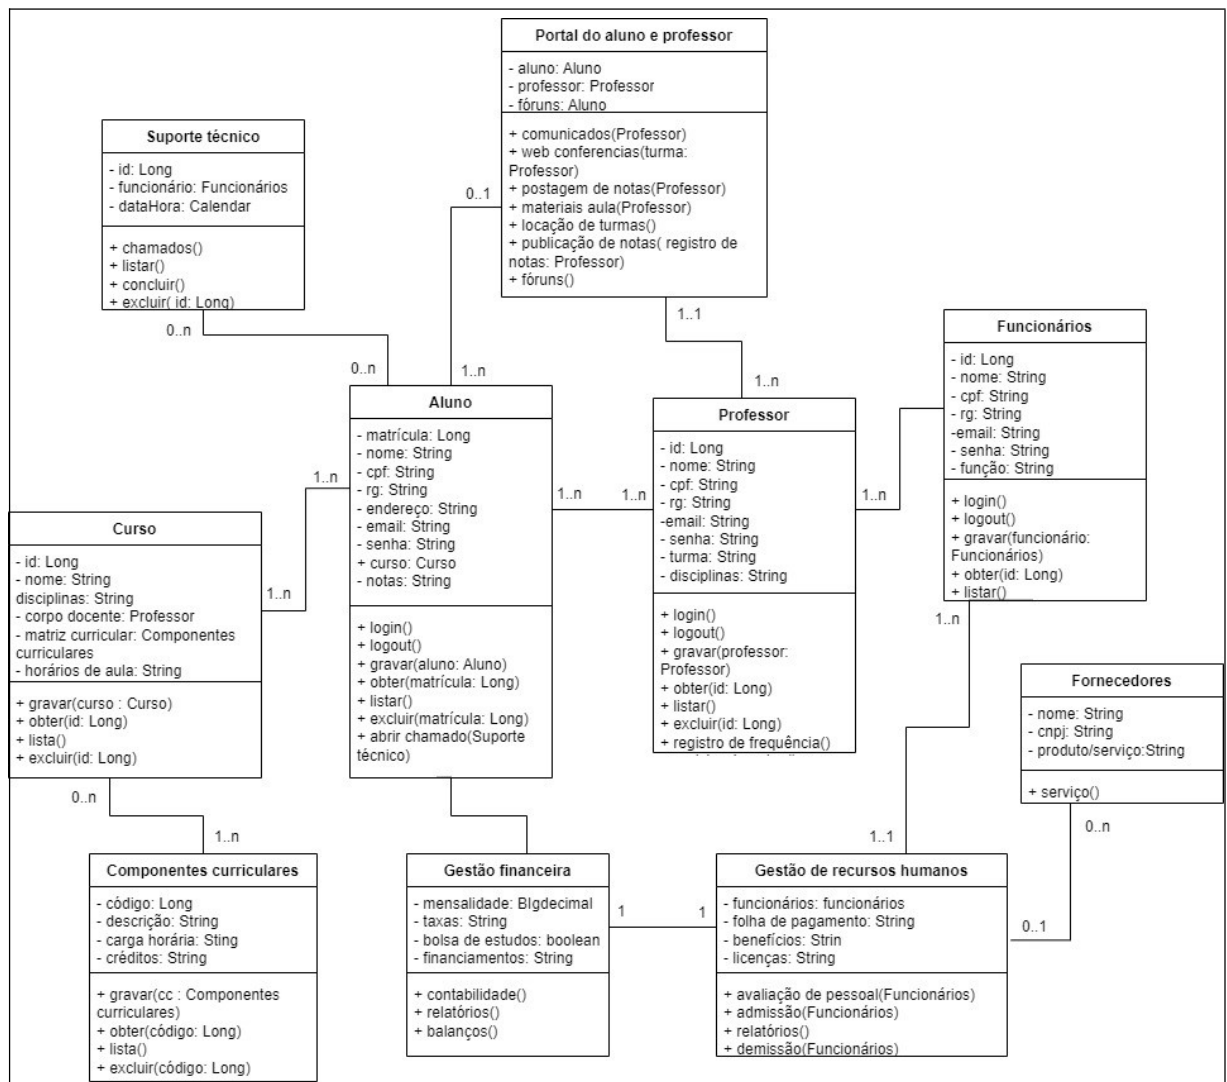 Portal do aluno e professor
- aluno: Aluno
- professor: Professor
- fóruns: Aluno
+ comunicados(Professor)
+ web conferencias(turma:
Professor)
+ postagem de notas(Professor)
+ materiais aula(Professor)
+ locação de turmas()
+ publicação de notas( registro de
notas: Professor)
+ fóruns()
Suporte técnico
- id: Long
- funcionário: Funcionários
- dataHora: Calendar
+ chamados()
+ listar()
+ concluir()
+ excluir( id: Long)
0..1
1..n
0..n
0..n
1..1
1..n
Funcionários
- id: Long
- nome: String
- cpf: String
- rg: String
-email: String
- senha: String
- função: String
+ login()
+ logout()
+ gravar(funcionário:
Funcionários)
+ obter(id: Long)
+ listar()
Aluno
- matrícula: Long
- nome: String
- cpf: String
- rg: String
- endereço: String
- email: String
- senha: String
+ curso: Curso
- notas: String
+ login()
+ logout()
+ gravar(aluno: Aluno)
+ obter(matrícula: Long)
+ listar()
+ excluir(matrícula: Long)
+ abrir chamado(Suporte
técnico)
Professor
- id: Long
- nome: String
- cpf: String
- rg: String
-email: String
- senha: String
- turma: String
- disciplinas: String
+ login()
+ logout()
+ gravar(professor:
Professor)
+ obter(id: Long)
+ listar()
+ excluir(id: Long)
+ registro de frequência()
1..n
1..n
1..n
1..n
1..n
1..n
Curso
- id: Long
- nome: String
disciplinas: String
- corpo docente: Professor
- matriz curricular: Componentes
curriculares
- horários de aula: String
+ gravar(curso : Curso)
+ obter(id: Long)
+ lista()
+ excluir(id: Long)
0..n
1..n
Fornecedores
- nome: String
- cnpj: String
- produto/serviço:String
+ serviço()
0..n
0..1
1..1
Componentes curriculares
- código: Long
- descrição: String
- carga horária: Sting
- créditos: String
+ gravar(cc : Componentes
curriculares)
+ obter(código: Long)
+ lista()
+ excluir(código: Long)
Gestão financeira
- mensalidade: BIgdecimal
- taxas: String
- bolsa de estudos: boolean
- financiamentos: String
+ contabilidade()
+ relatórios()
+ balanços()
1
1
Gestão de recursos humanos
- funcionários: funcionários
- folha de pagamento: String
- benefícios: Strin
- licenças: String
+ avaliação de pessoal(Funcionários)
+ admissão(Funcionários)
+ relatórios()
+ demissão(Funcionários)